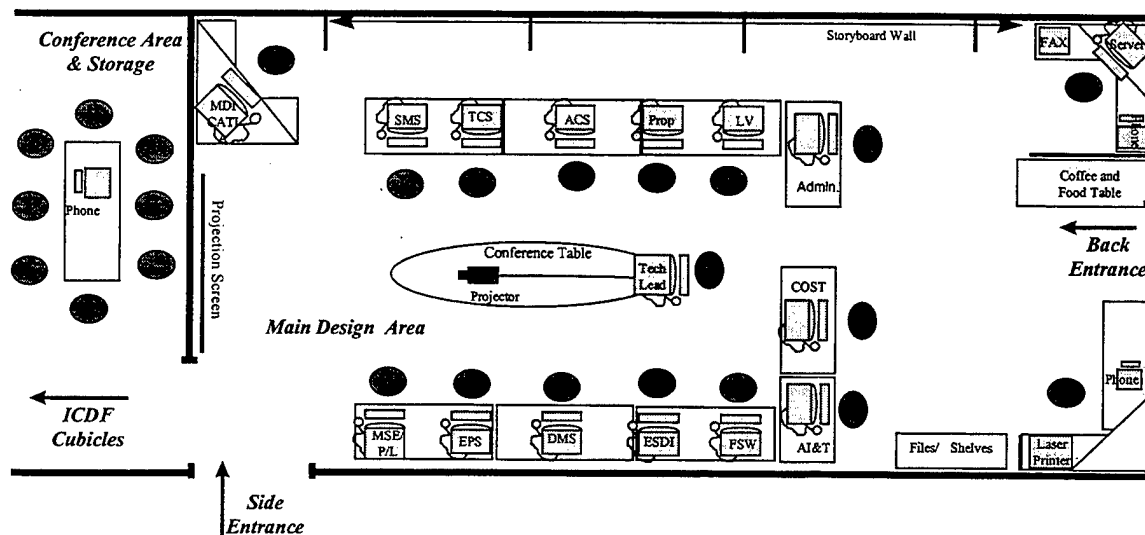 Conference Area
& Storage
Phone
MDI
CATI
Projection Screen
Storyboard Wall
SMS
TCS
ACS
Prop
LV
Admin.
FAX
Server
Coffee and
Food Table
Back
Entrance
Conference Table
Projector
Tech
Lead
COST
Main Design Area
MSE/
P/L
EPS
DMS
ESDI
FSW
AI&T
Files/ Shelves
Laser
Printer
Phone
ICDF
Cubicles
Side
Entrance